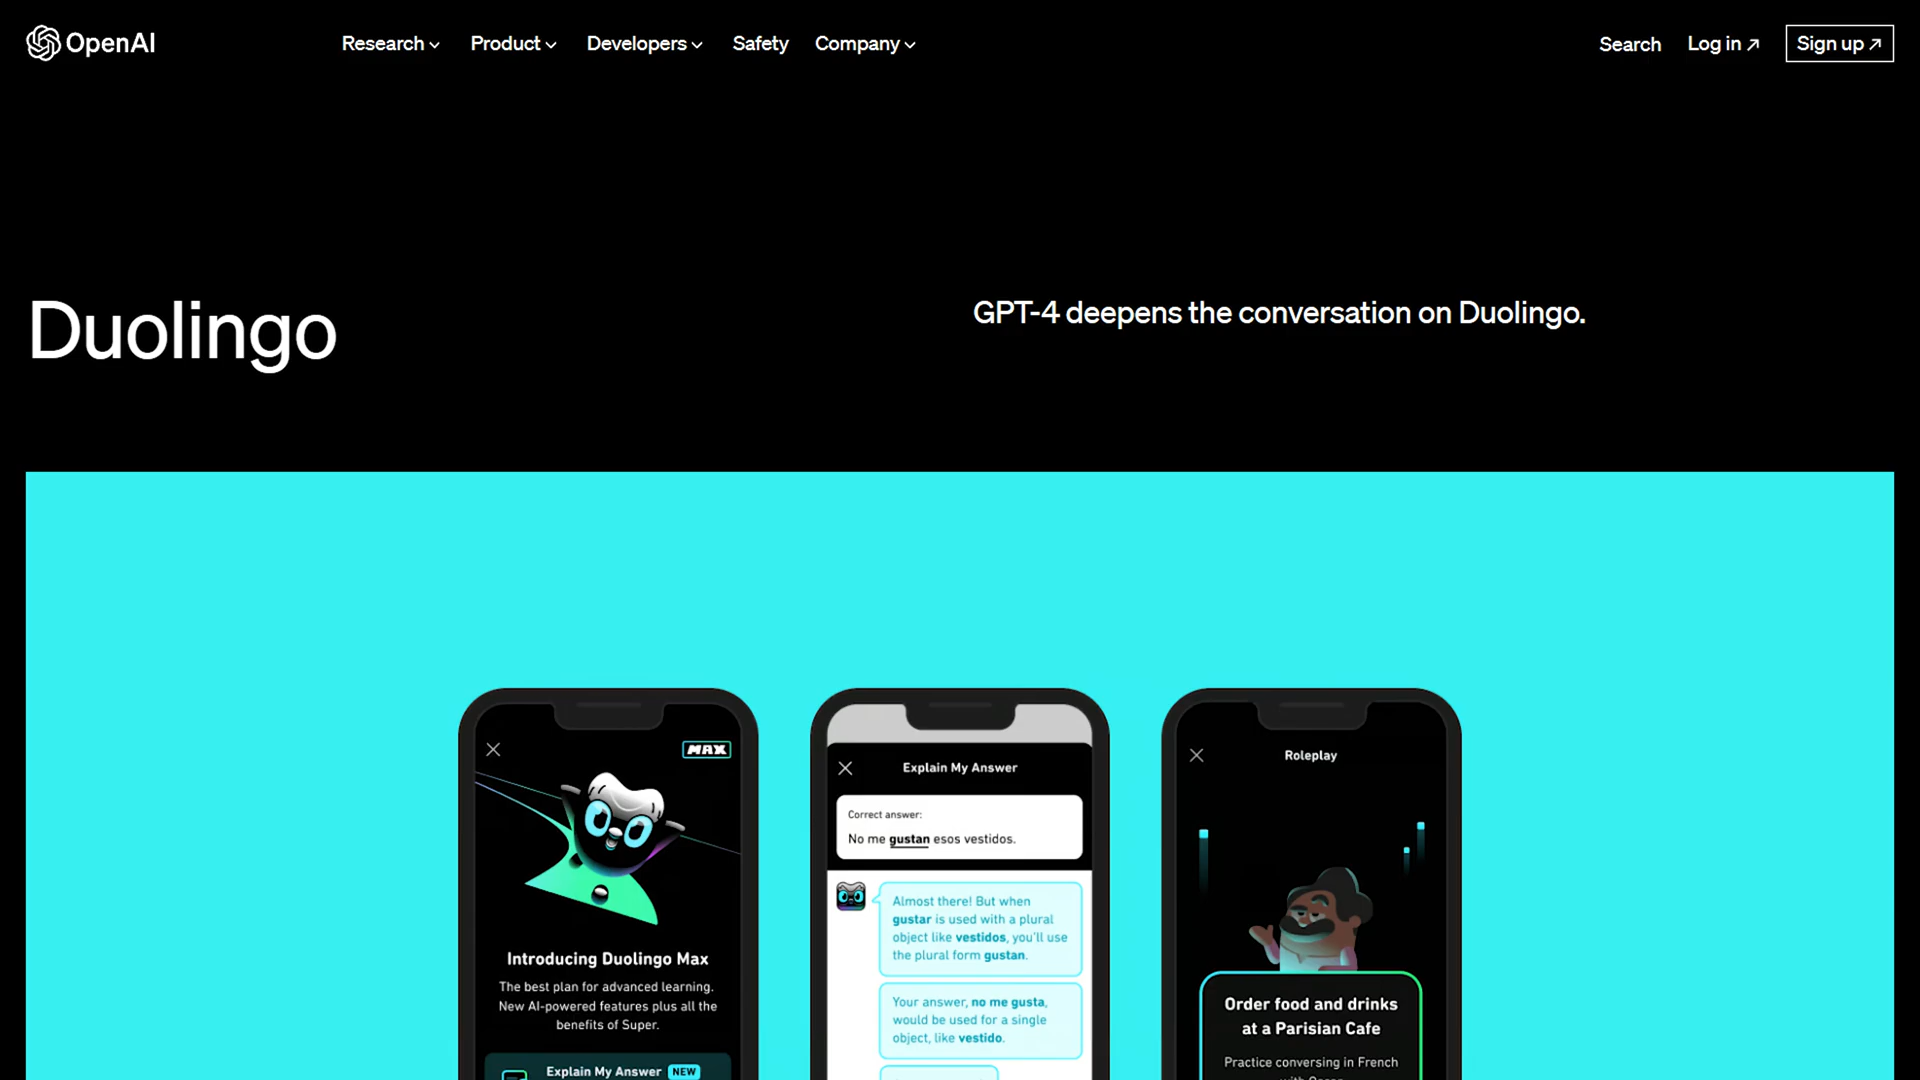 OpenAI
Research
Product
Developers
Safety
Company
Search
Log in ↗
Sign up ↗
Duolingo
GPT-4 deepens the conversation on Duolingo.
MAX
Introducing Duolingo Max
The best plan for advanced learning.
New AI-powered features plus all the
benefits of Super.
Explain My Answer NEW
Explain My Answer
Correct answer:
No me gustan esos vestidos.
Almost there! But when
gustar is used with a plural
object like vestidos, you'll use
the plural form gustan.
Your answer, no me gusta,
would be used for a single
object, like vestido.
Roleplay
Order food and drinks
at a Parisian Cafe
Practice conversing in French